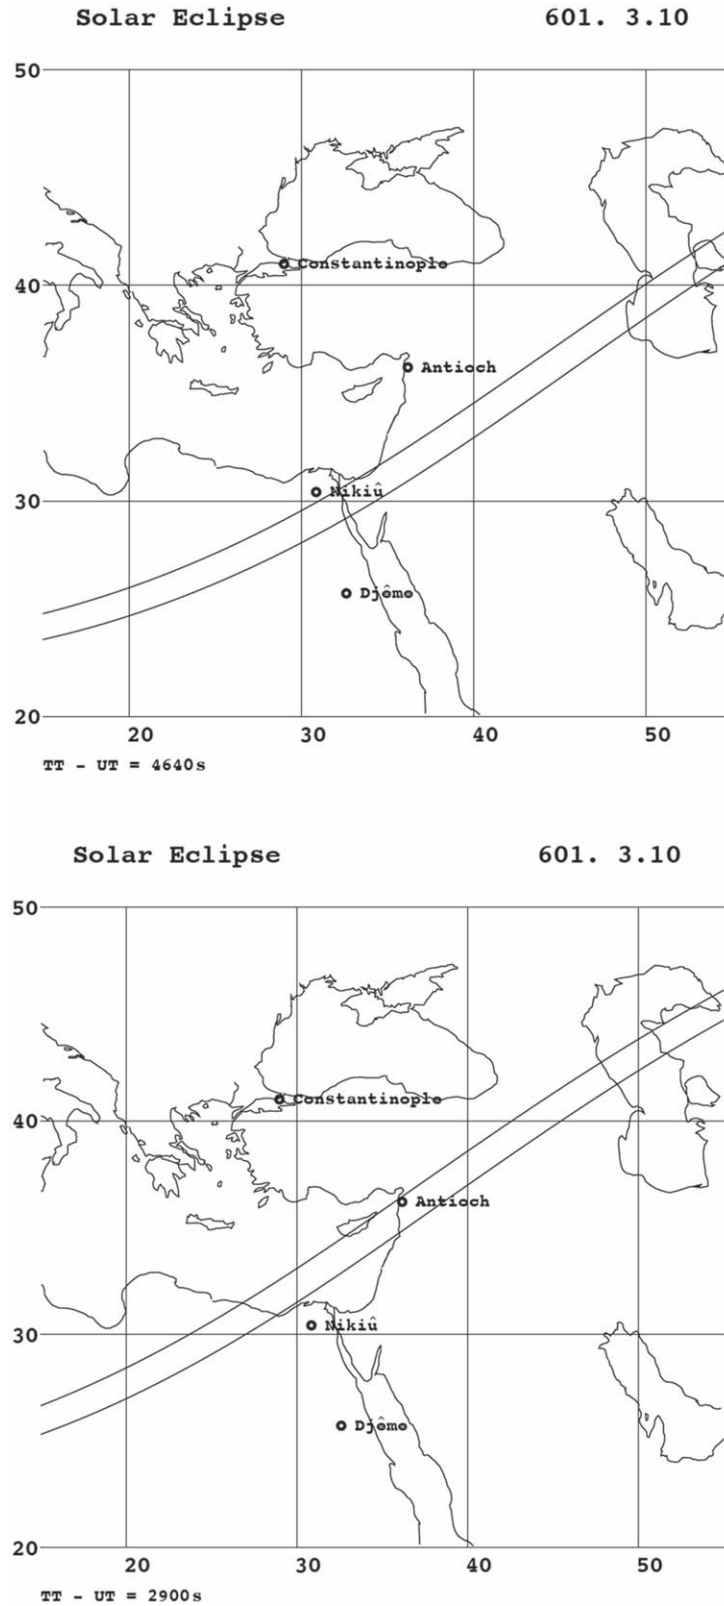 Solar Eclipse 601. 3.10
50
Constantinople
40
Antioch
30 Nikiû
Djême
20
20 30 40 50
TT - UT = 4640s
Solar Eclipse 601. 3.10
50
Constantinople
40
Antioch
30 Nikiû
Djême
20
20 30 40 50
TT - UT = 2900s